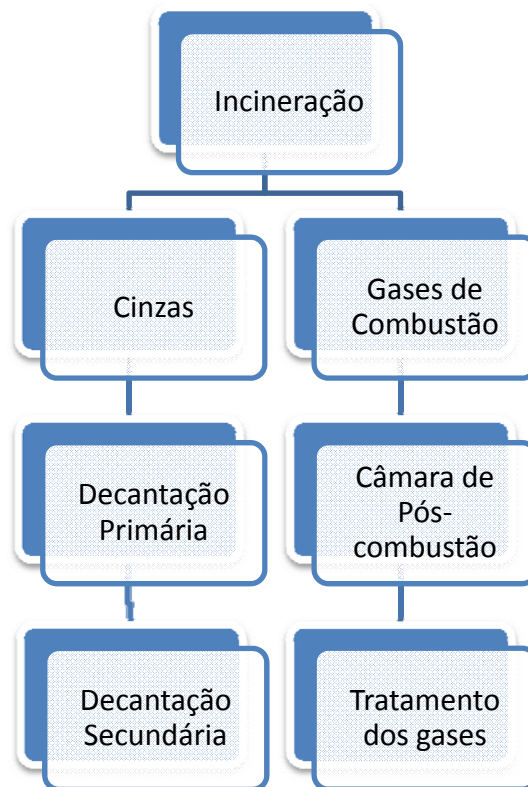 Incineração
Cinzas
Gases de
Combustão
Decantação
Primária
Câmara de
Pós-
combustão
Decantação
Secundária
Tratamento
dos gases